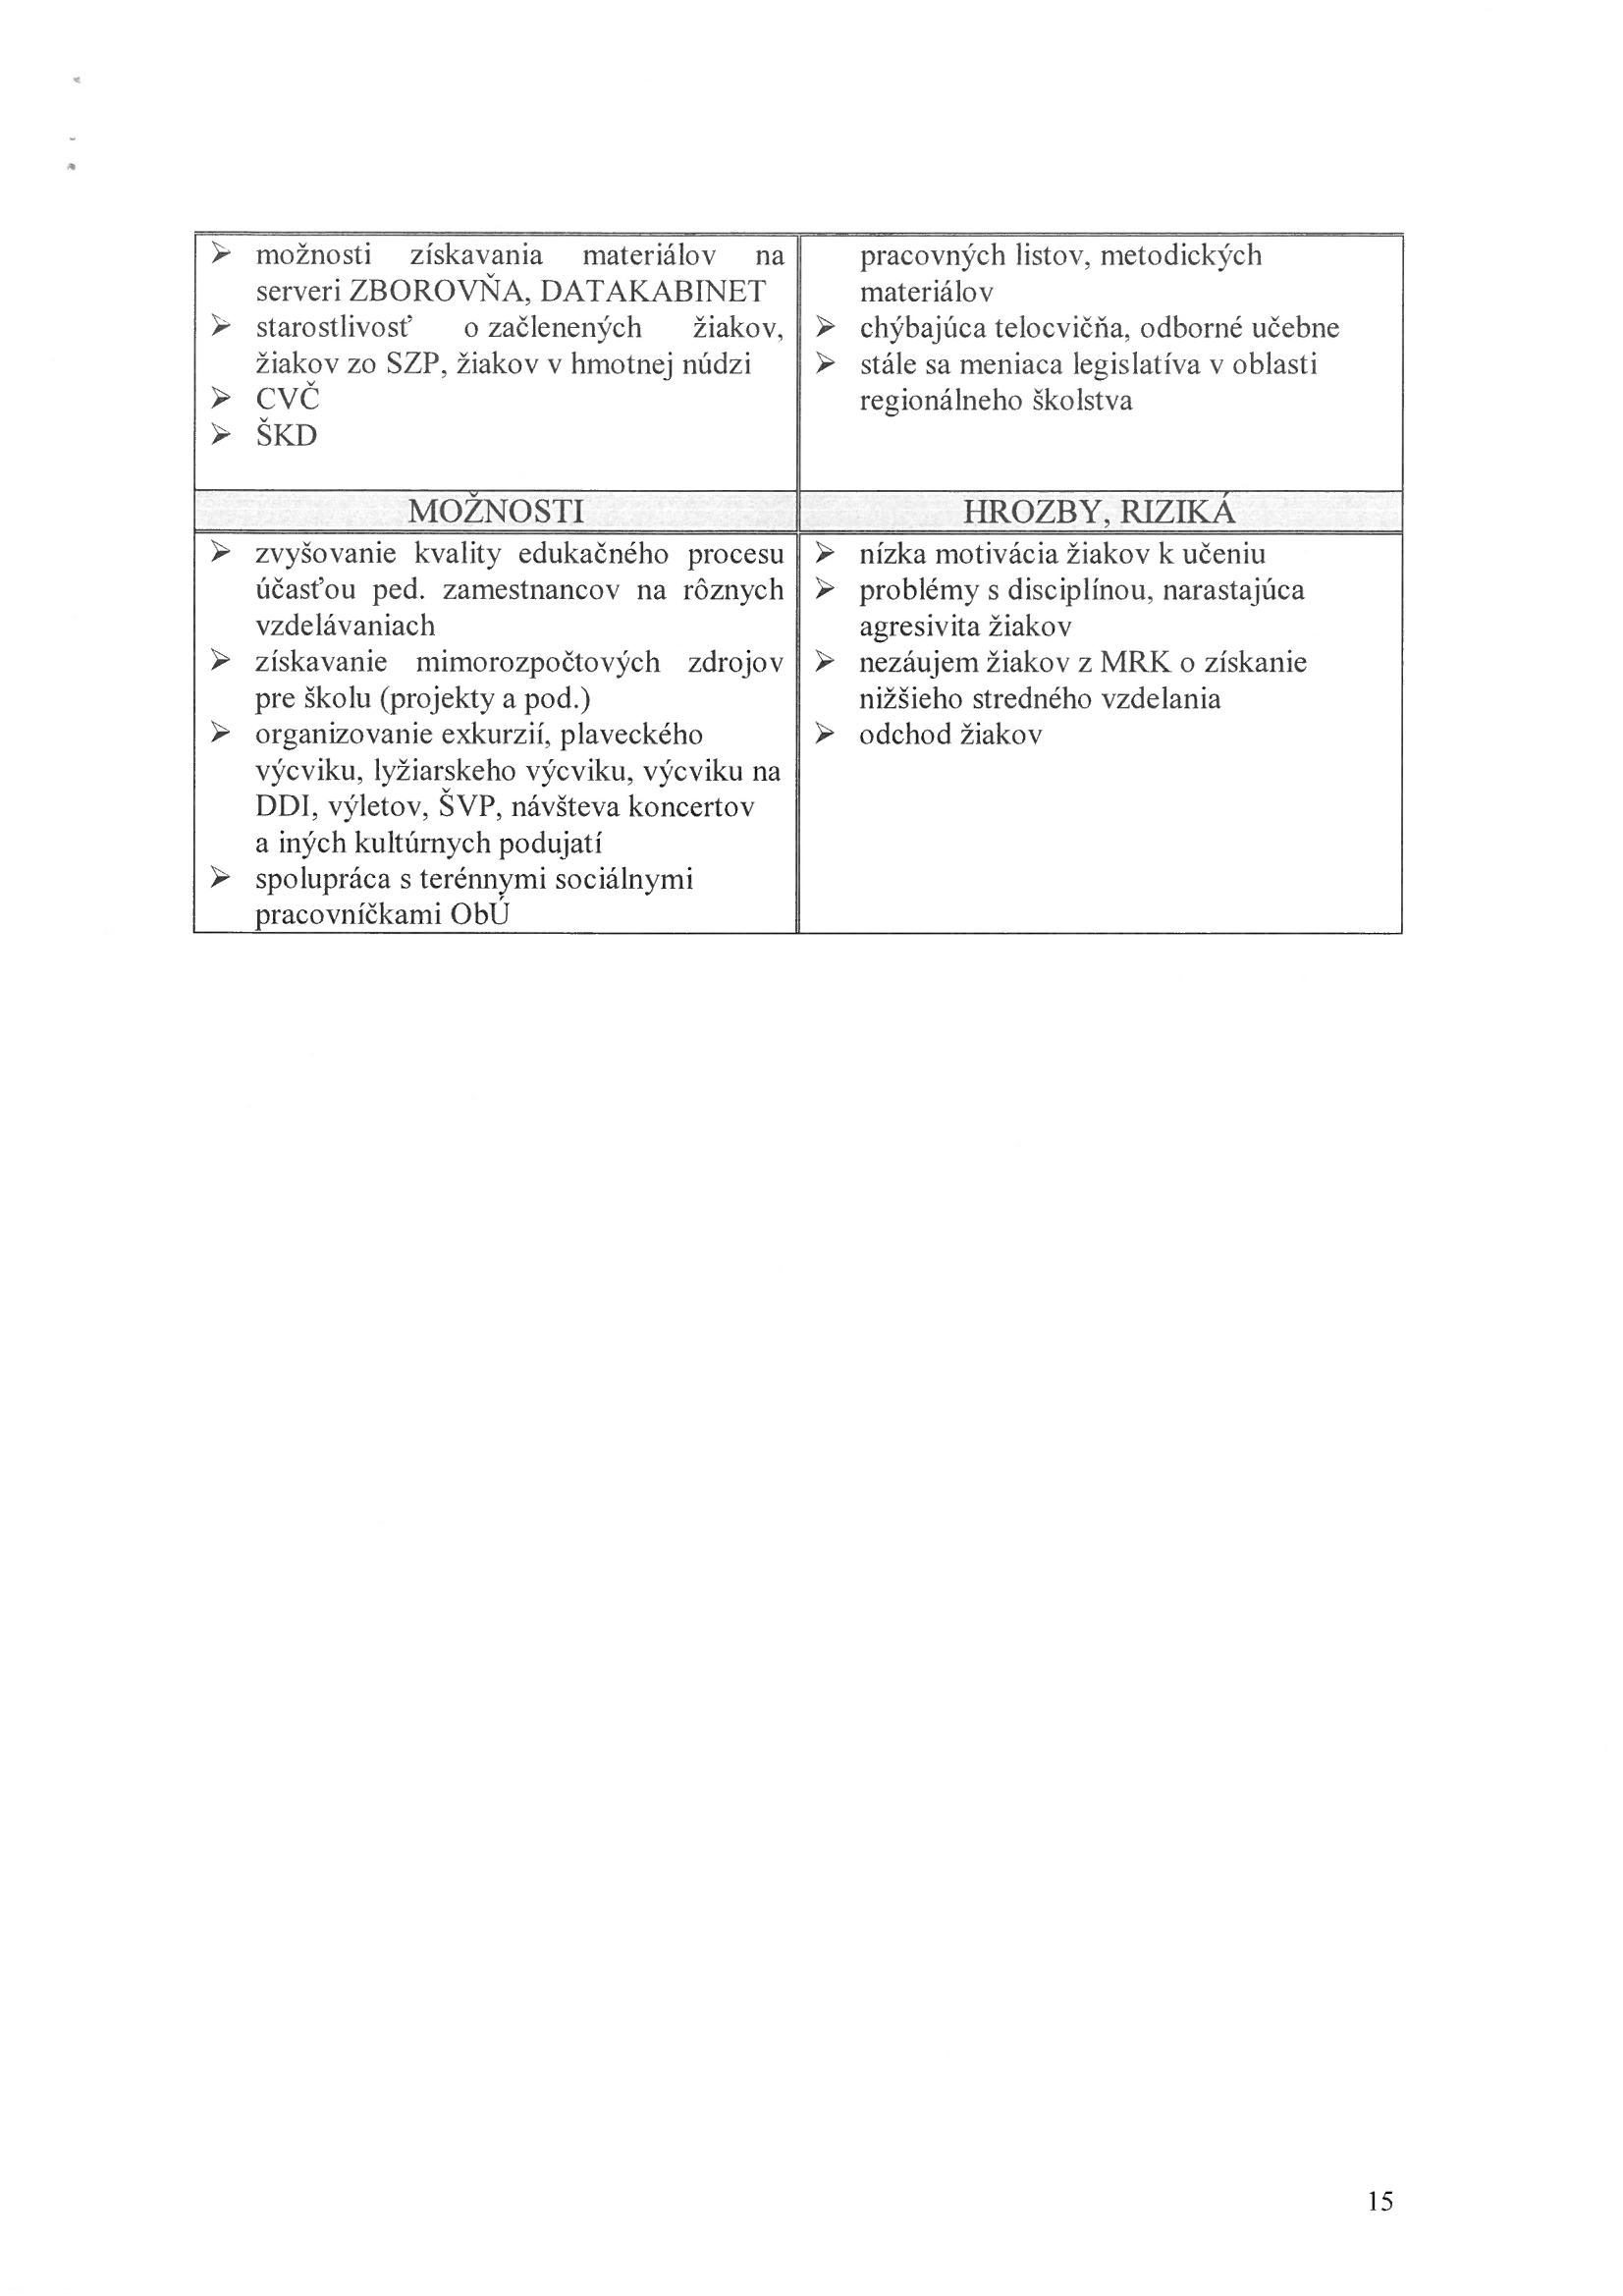 ➢ možnosti získavania materiálov na
serveri ZBOROVŇA, DATAKABINET
➢ starostlivosť o začlenených žiakov,
žiakov zo SZP, žiakov v hmotnej núdzi
➢ CVČ
➢ ŠKD
pracovných listov, metodických
materiálov
➢ chýbajúca telocvičňa, odborné učebne
➢ stále sa meniaca legislatíva v oblasti
regionálneho školstva
MOŽNOSTI
HROZBY, RIZIKÁ
➢ zvyšovanie kvality edukačného procesu
účasťou ped. zamestnancov na rôznych
vzdelávaniach
➢ získavanie mimorozpočtových zdrojov
pre školu (projekty a pod.)
➢ organizovanie exkurzií, plaveckého
výcviku, lyžiarskeho výcviku, výcviku na
DDI, výletov, ŠVP, návšteva koncertov
a iných kultúrnych podujatí
➢ spolupráca s terénnymi sociálnymi
pracovníčkami ObÚ
➢ nízka motivácia žiakov k učeniu
➢ problémy s disciplínou, narastajúca
agresivita žiakov
➢ nezáujem žiakov z MRK o získanie
nižšieho stredného vzdelania
➢ odchod žiakov
15